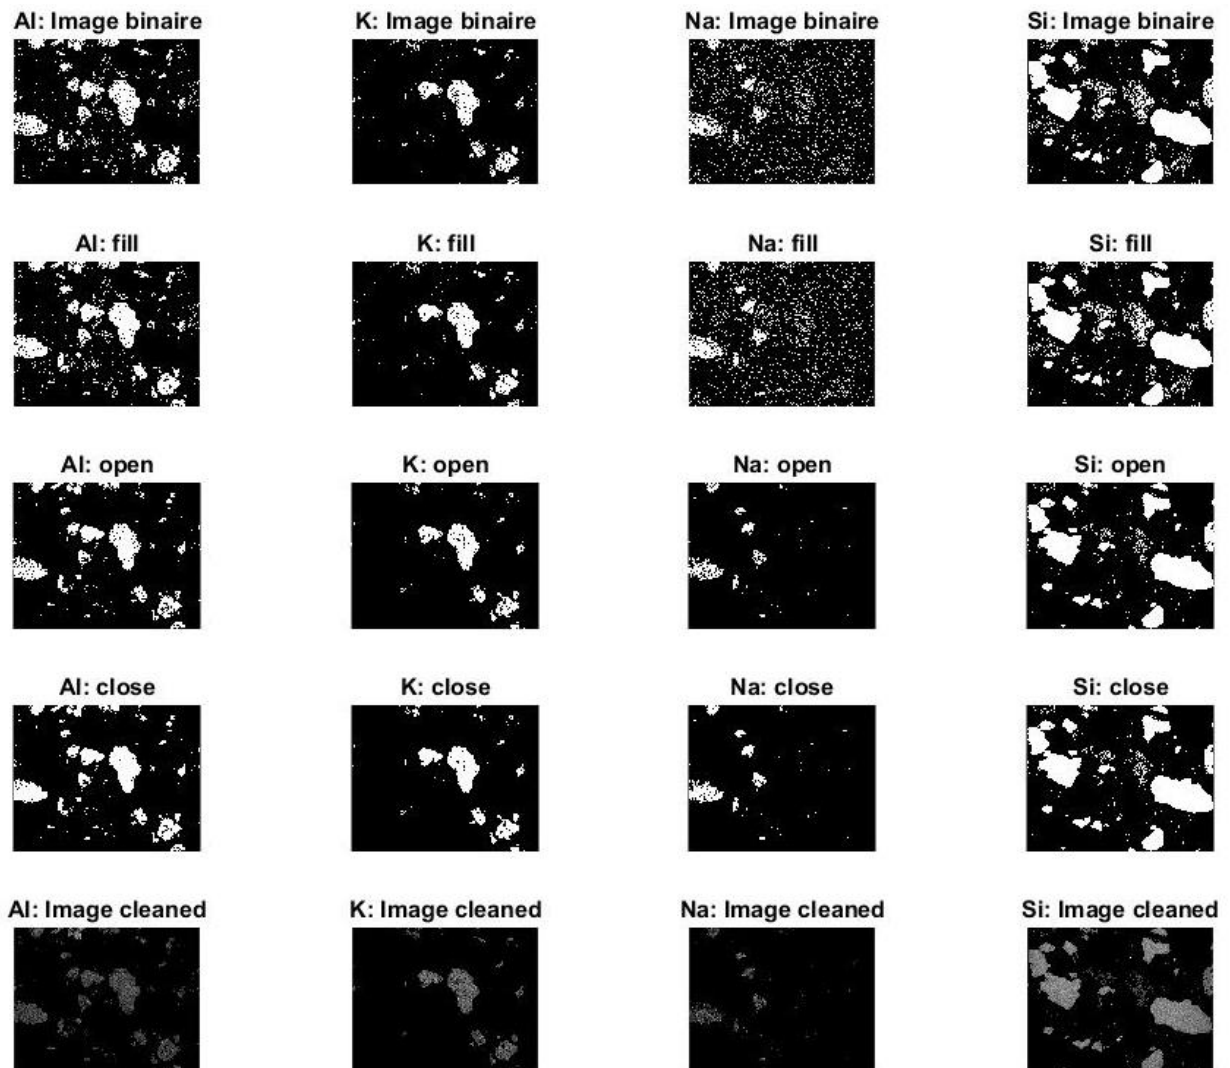 Al: Image binaire
K: Image binaire
Na: Image binaire
Si: Image binaire
Al: fill
K: fill
Na: fill
Si: fill
Al: open
K: open
Na: open
Si: open
Al: close
K: close
Na: close
Si: close
Al: Image cleaned
K: Image cleaned
Na: Image cleaned
Si: Image cleaned